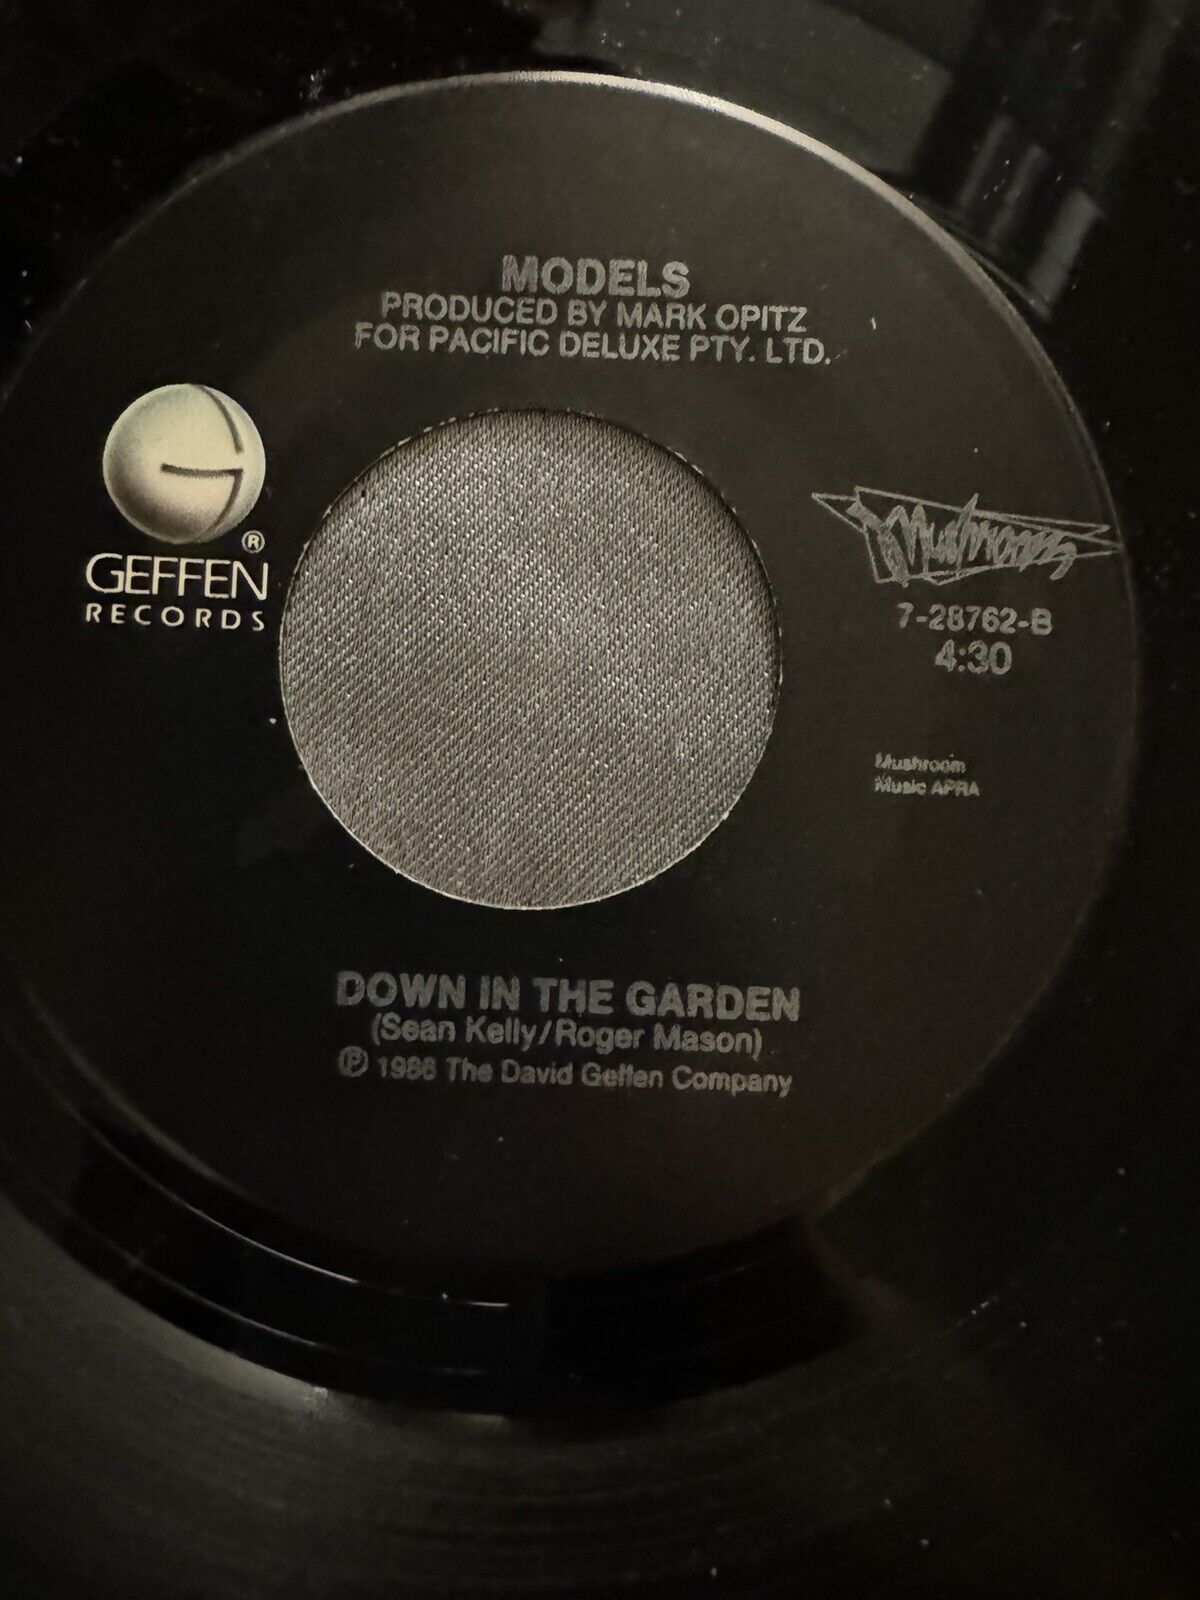 MODELS
PRODUCED BY MARK OPITZ
FOR PACIFIC DELUXE PTY. LTD.
G
®
GEFFEN
RECORDS
Mushroom
7-28762-B
4:30
Mushroom
Music APRA
DOWN IN THE GARDEN
(Sean Kelly/Roger Mason)
℗ 1986 The David Geffen Company